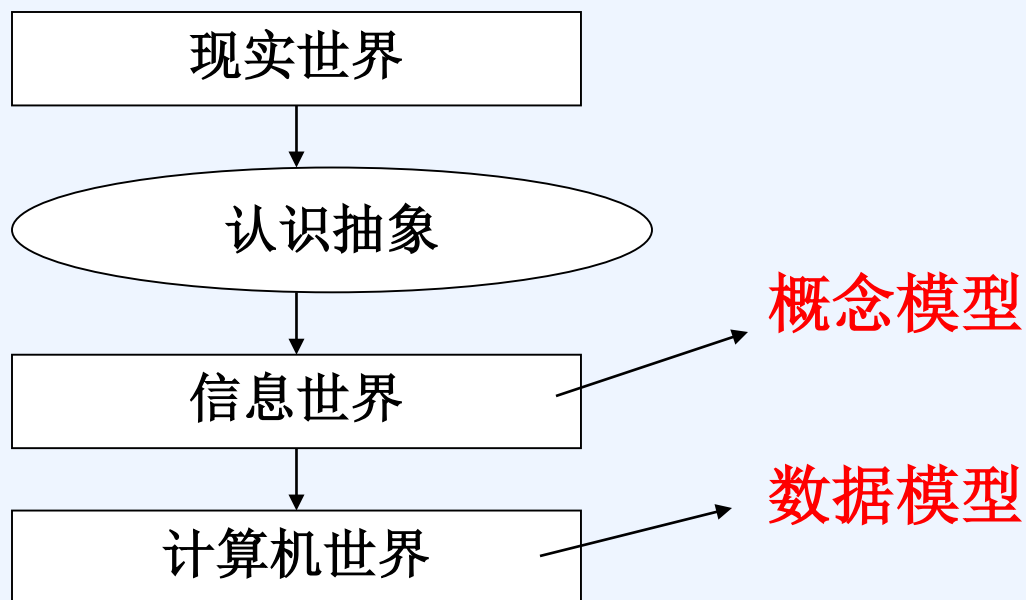 现实世界
认识抽象
概念模型
信息世界
数据模型
计算机世界